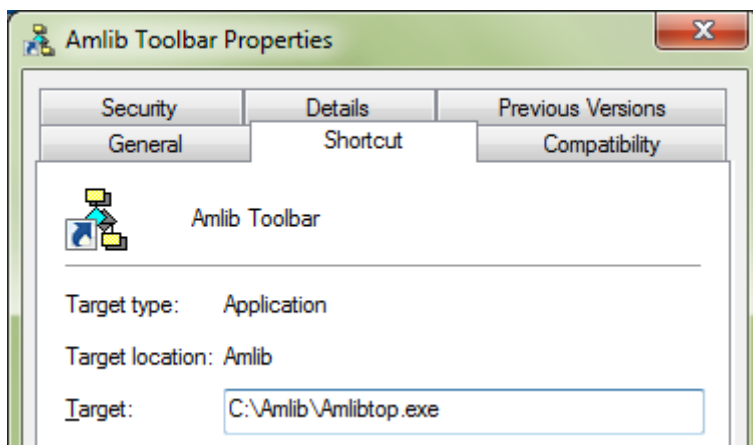 Amlib Toolbar Properties
Security Details Previous Versions
General Shortcut Compatibility
Amlib Toolbar
Target type: Application
Target location: Amlib
Target: C:\Amlib\Amlibtop.exe